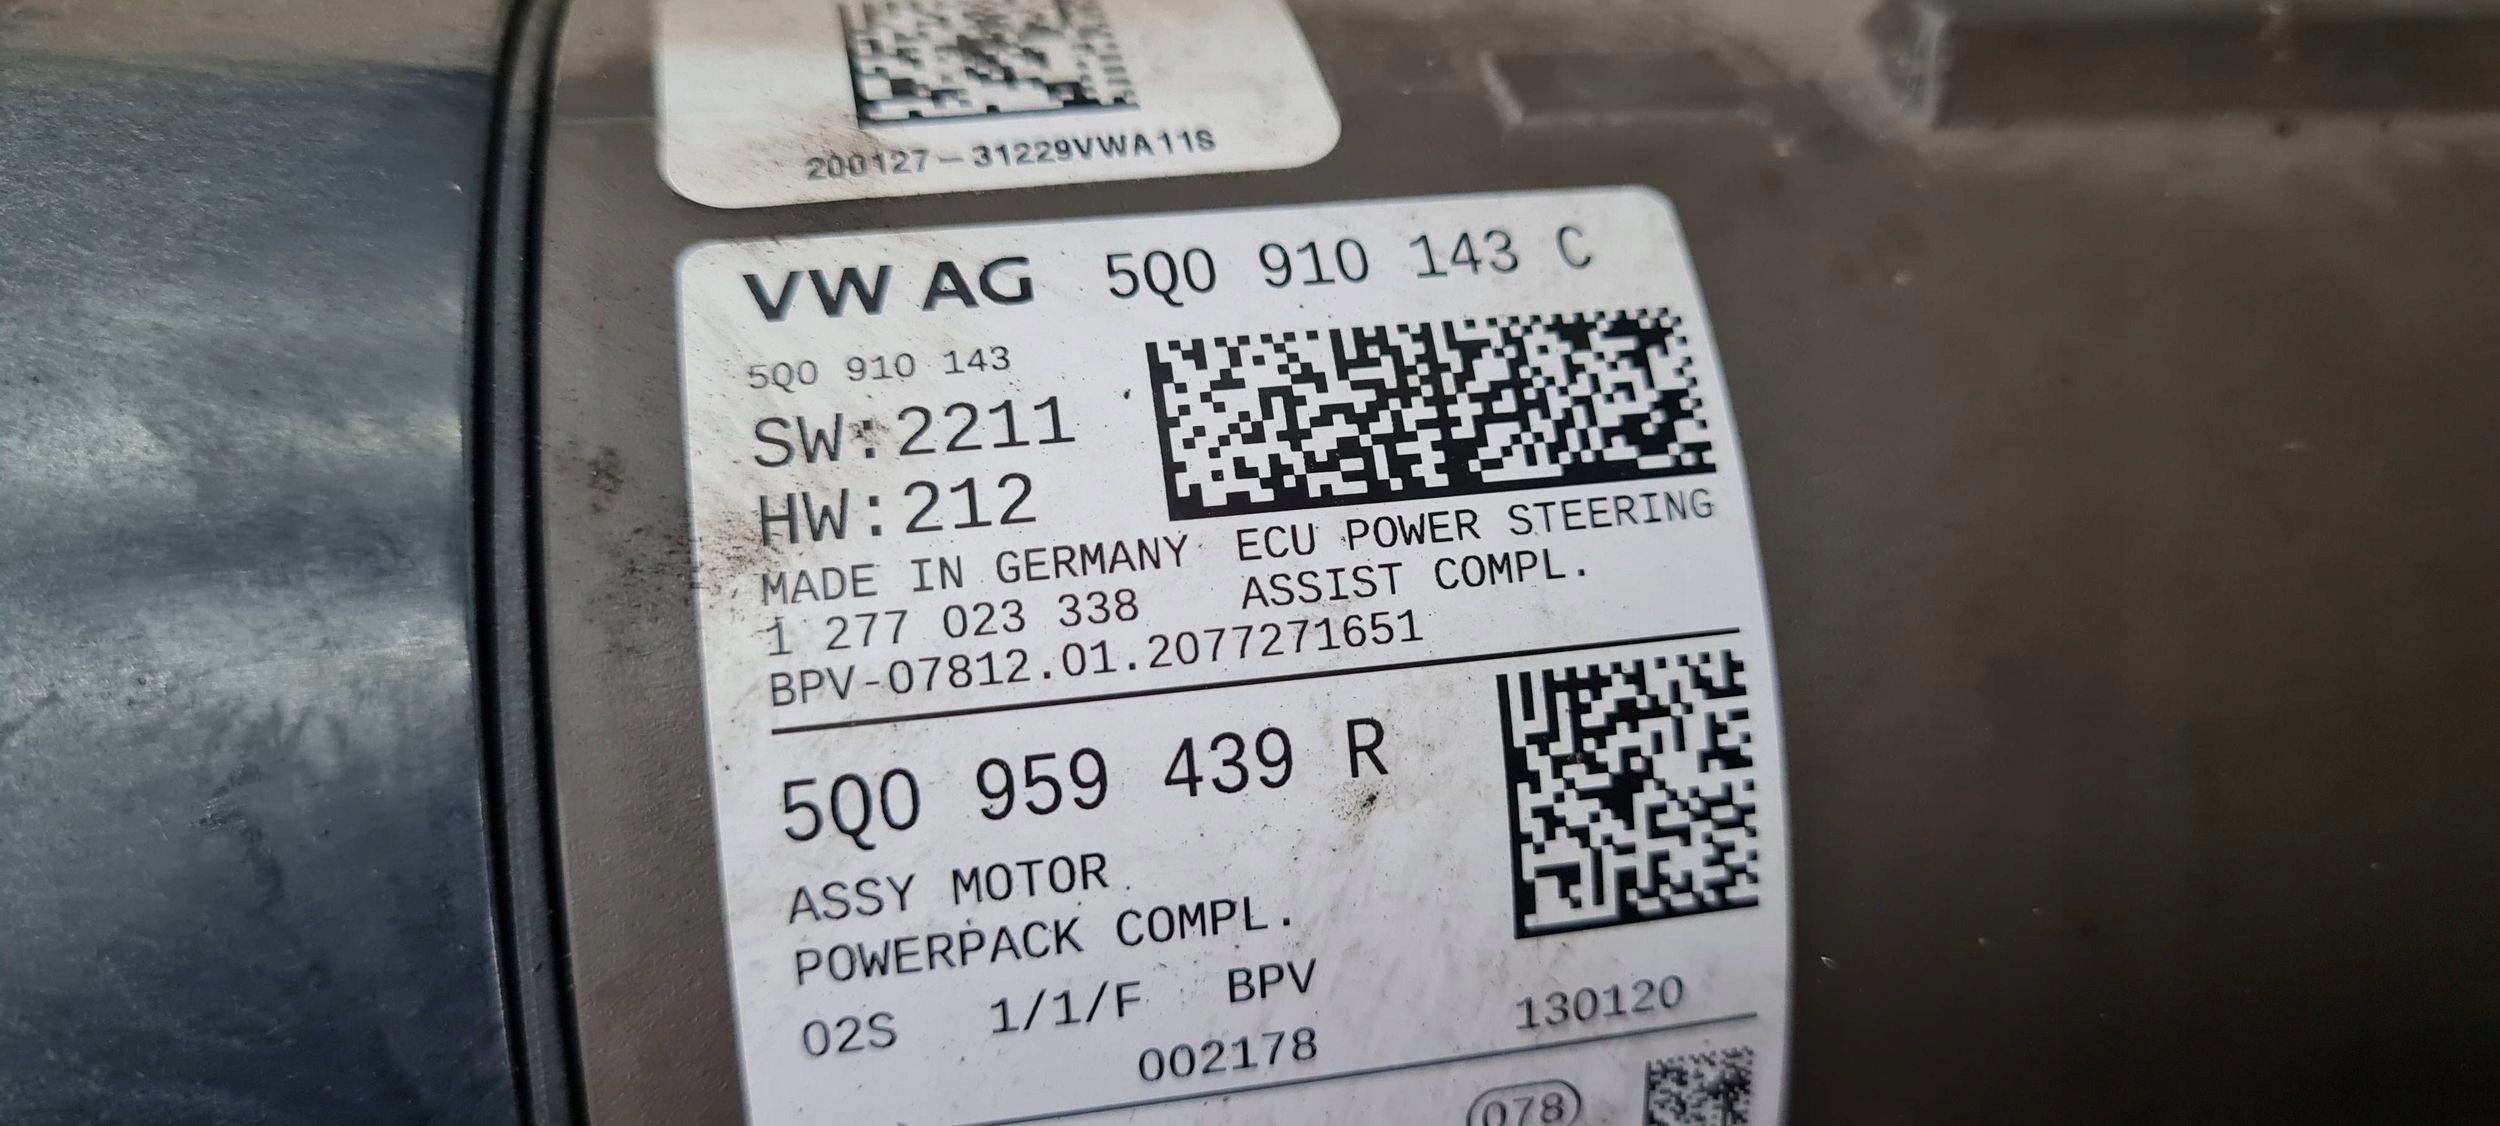 200127-31229VWA11S
VW AG 5Q0 910 143 C
5Q0 910 143
SW:2211
HW:212
MADE IN GERMANY ECU POWER STEERING
1 277 023 338 ASSIST COMPL.
BPV-07812.01.2077271651
5Q0 959 439 R
ASSY MOTOR
POWERPACK COMPL.
02S 1/1/F BPV 130120
002178
078